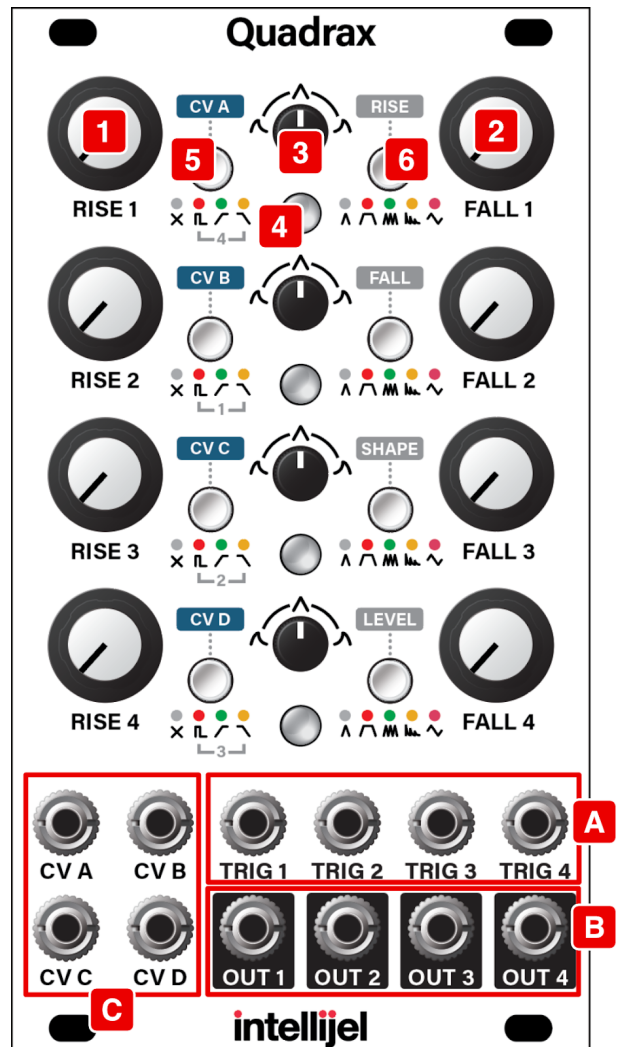 Quadrax
CV A
RISE
1
5
3
6
2
RISE 1
4
4
FALL 1
CV B
FALL
RISE 2
1
FALL 2
CV C
SHAPE
RISE 3
2
FALL 3
CV D
LEVEL
RISE 4
3
FALL 4
A
CV A
CV B
TRIG 1
TRIG 2
TRIG 3
TRIG 4
B
CV C
CV D
OUT 1
OUT 2
OUT 3
OUT 4
C
intellijel